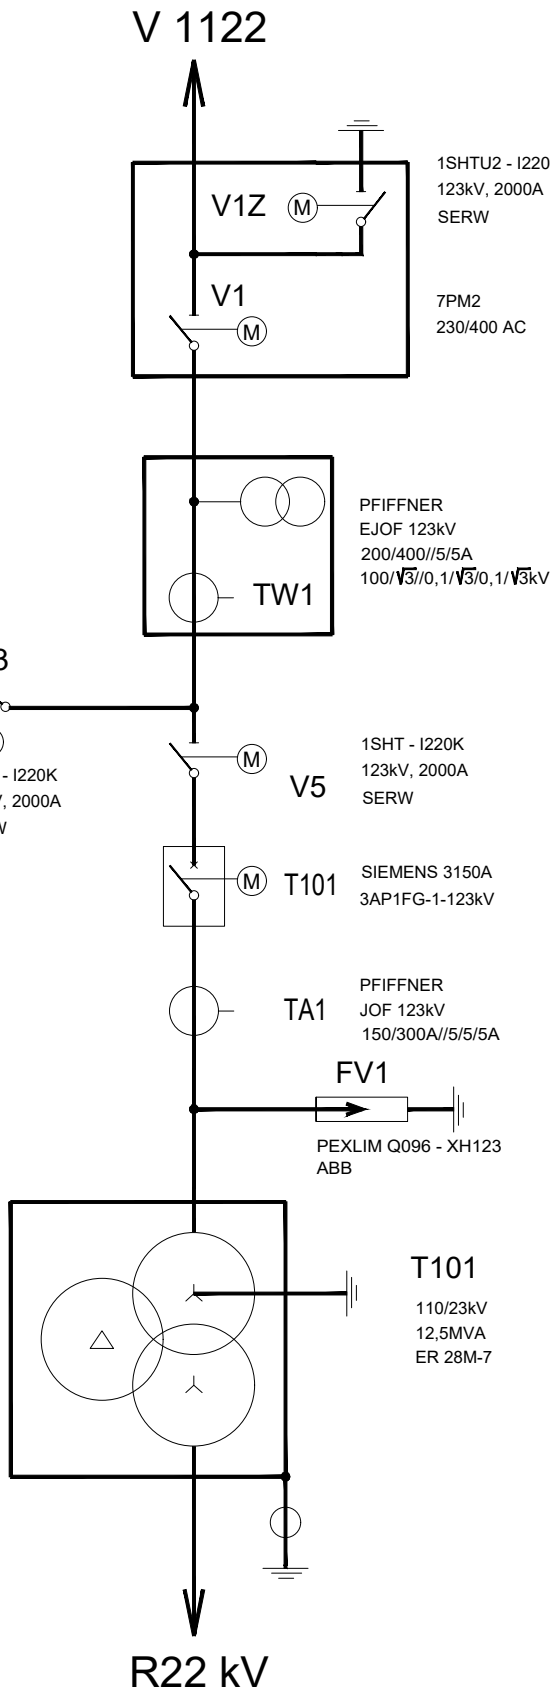 V 1122
1SHTU2 - I220
123kV, 2000A
SERW
V1Z
M
V1
M
7PM2
230/400 AC
PFIFFNER
EJOF 123kV
200/400//5/5A
100/√3//0,1/√3/0,1/√3kV
TW1
3
- I220K
, 2000A
1SHT - I220K
123kV, 2000A
SERW
M
V5
M
T101
SIEMENS 3150A
3AP1FG-1-123kV
TA1
PFIFFNER
JOF 123kV
150/300A//5/5/5A
FV1
PEXLIM Q096 - XH123
ABB
T101
110/23kV
12,5MVA
ER 28M-7
R22 kV